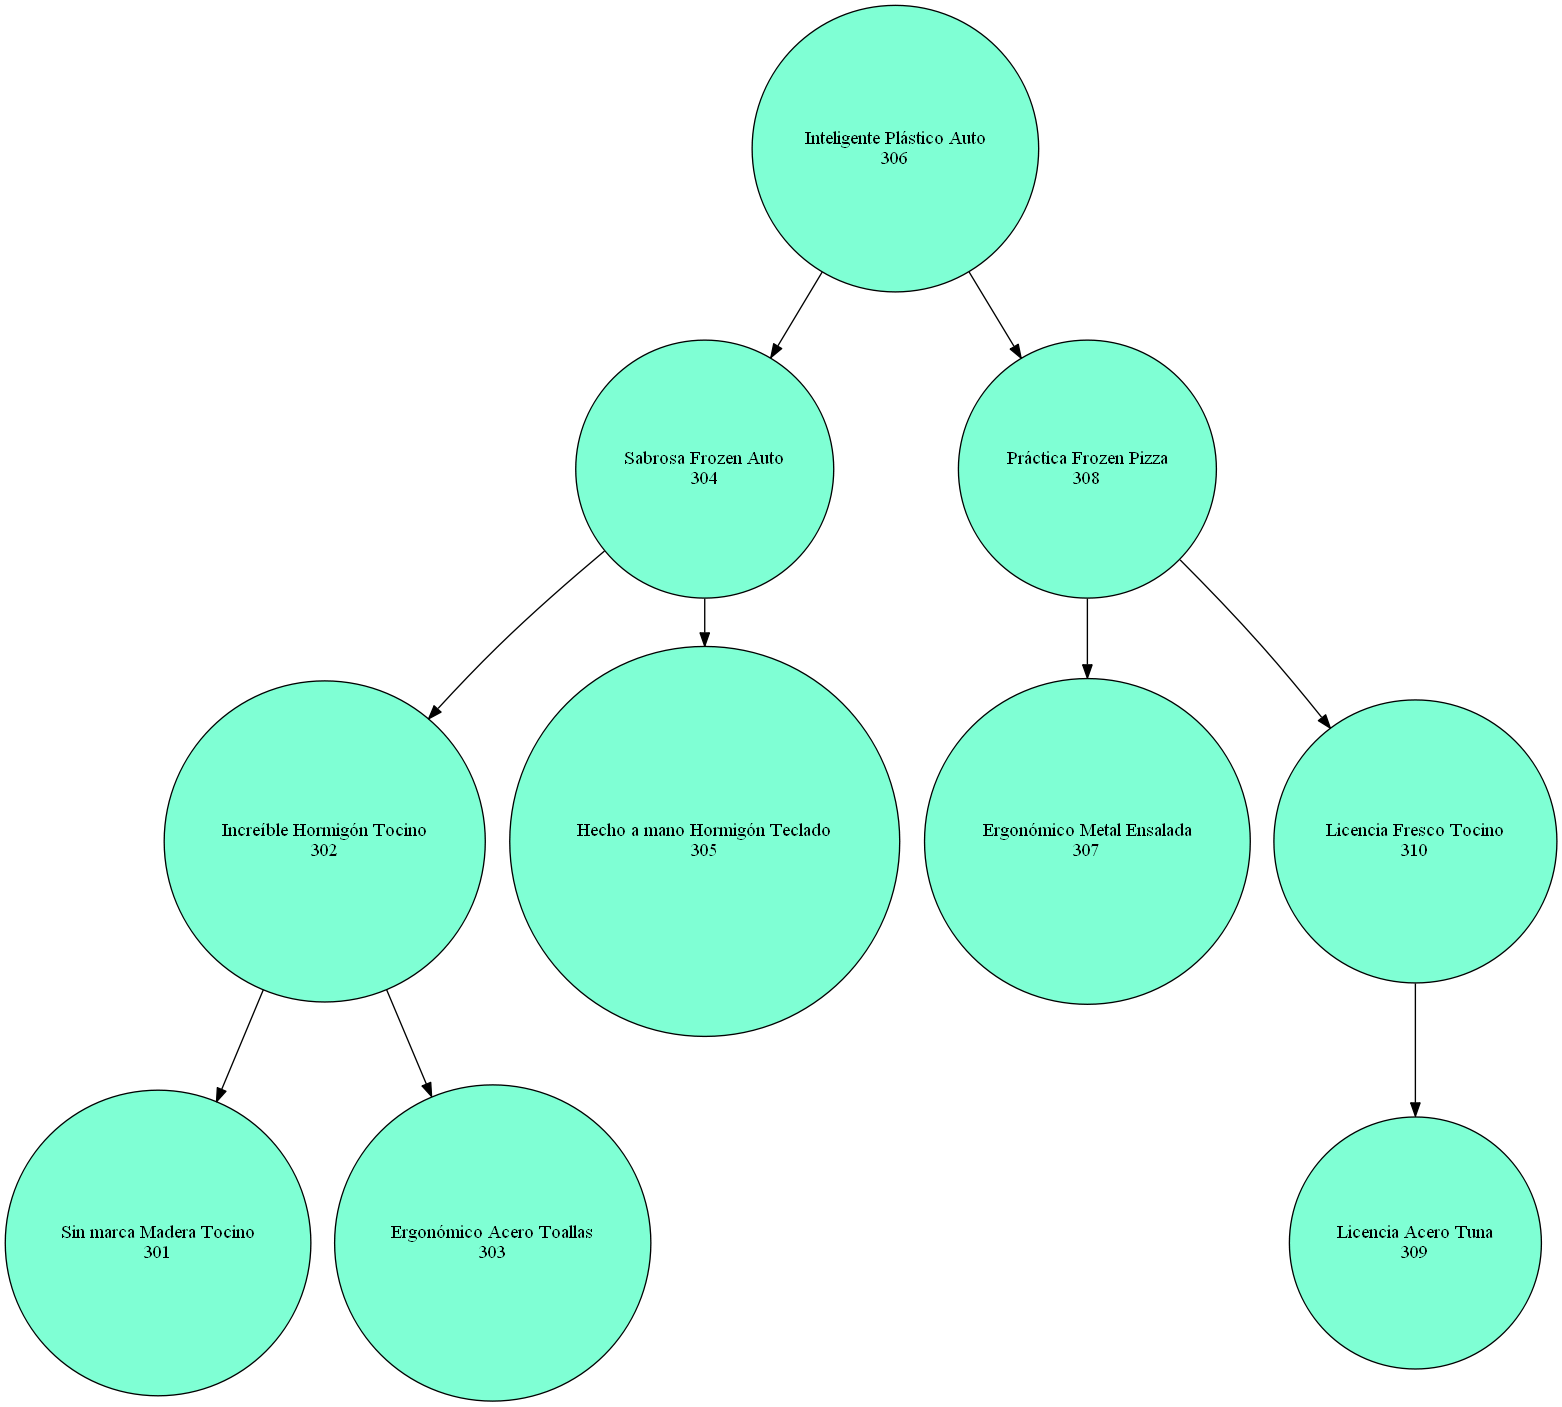 Inteligente Plástico Auto
306
Sabrosa Frozen Auto
304
Práctica Frozen Pizza
308
Increíble Hormigón Tocino
302
Hecho a mano Hormigón Teclado
305
Ergonómico Metal Ensalada
307
Licencia Fresco Tocino
310
Sin marca Madera Tocino
301
Ergonómico Acero Toallas
303
Licencia Acero Tuna
309